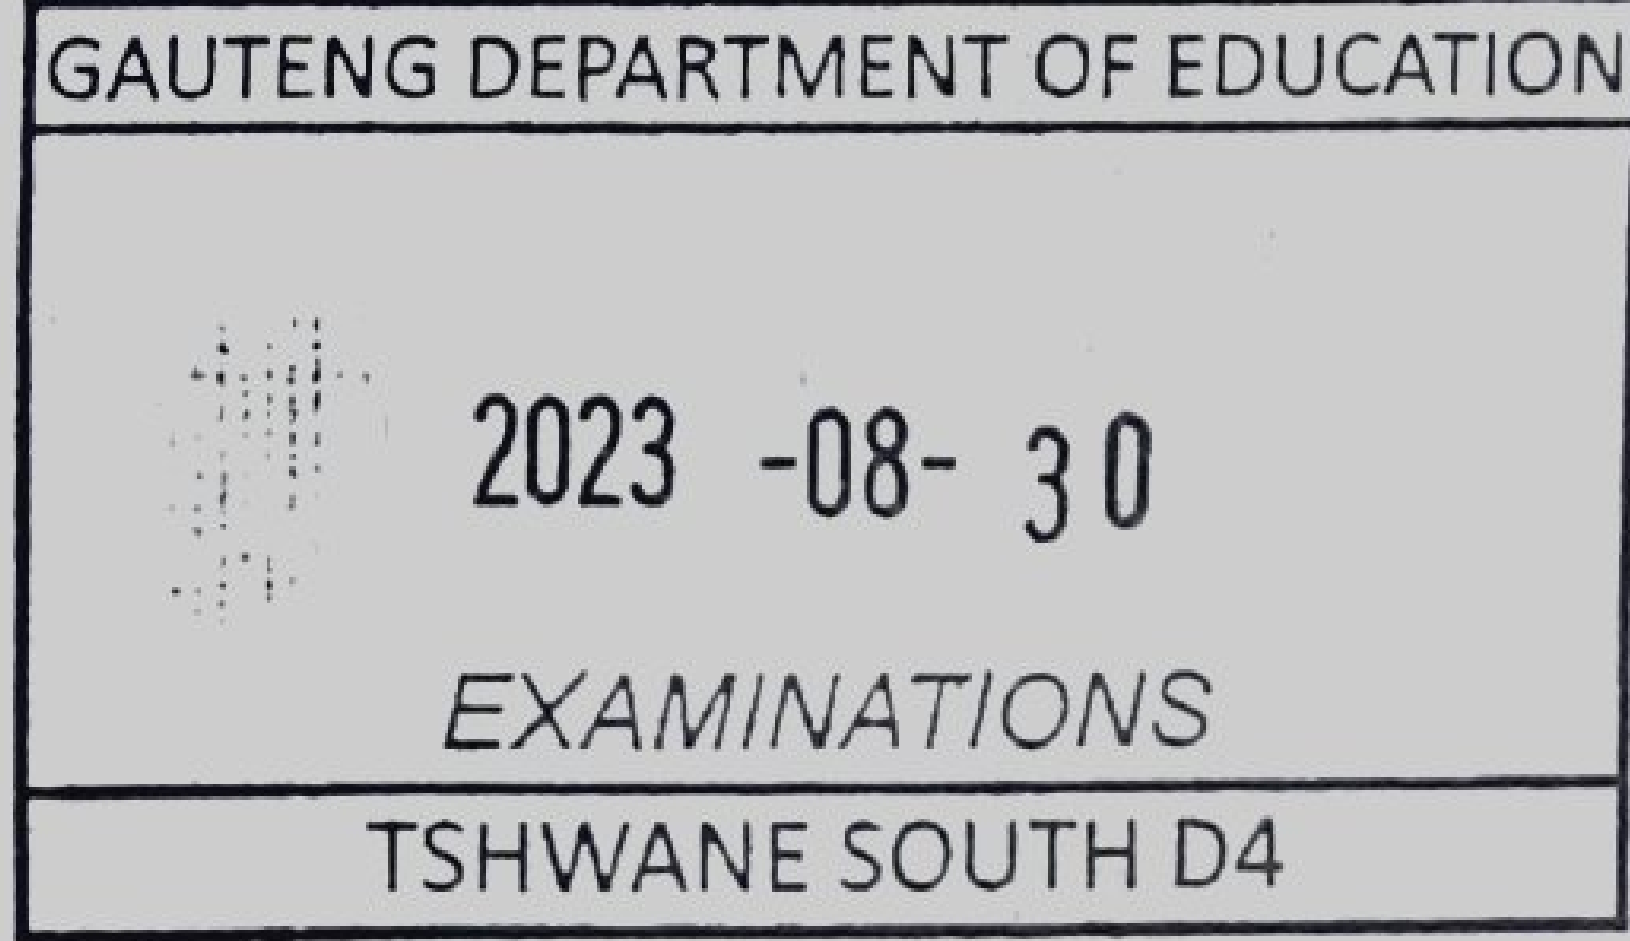 GAUTENG DEPARTMENT OF EDUCATION
2023 -08- 30
EXAMINATIONS
TSHWANE SOUTH D4